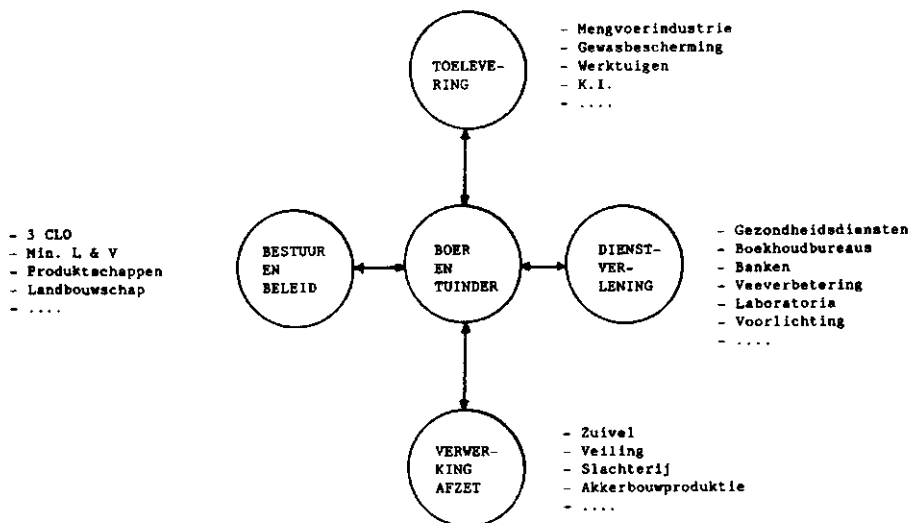 TOELEVE-
RING
- Mengvoerindustrie
- Gewasbescherming
- Werktuigen
- K.I.
- ....
- 3 CLO
- Min. L & V
- Produktschappen
- Landbouwschap
- ....
BESTUUR
EN
BELEID
BOER
EN
TUINDER
DIENST-
VER-
LENING
- Gezondheidsdiensten
- Boekhoudbureaus
- Banken
- Veeverbetering
- Laboratoria
- Voorlichting
- ....
VERWER-
KING
AFZET
- Zuivel
- Veiling
- Slachterij
- Akkerbouwproduktie
- ....